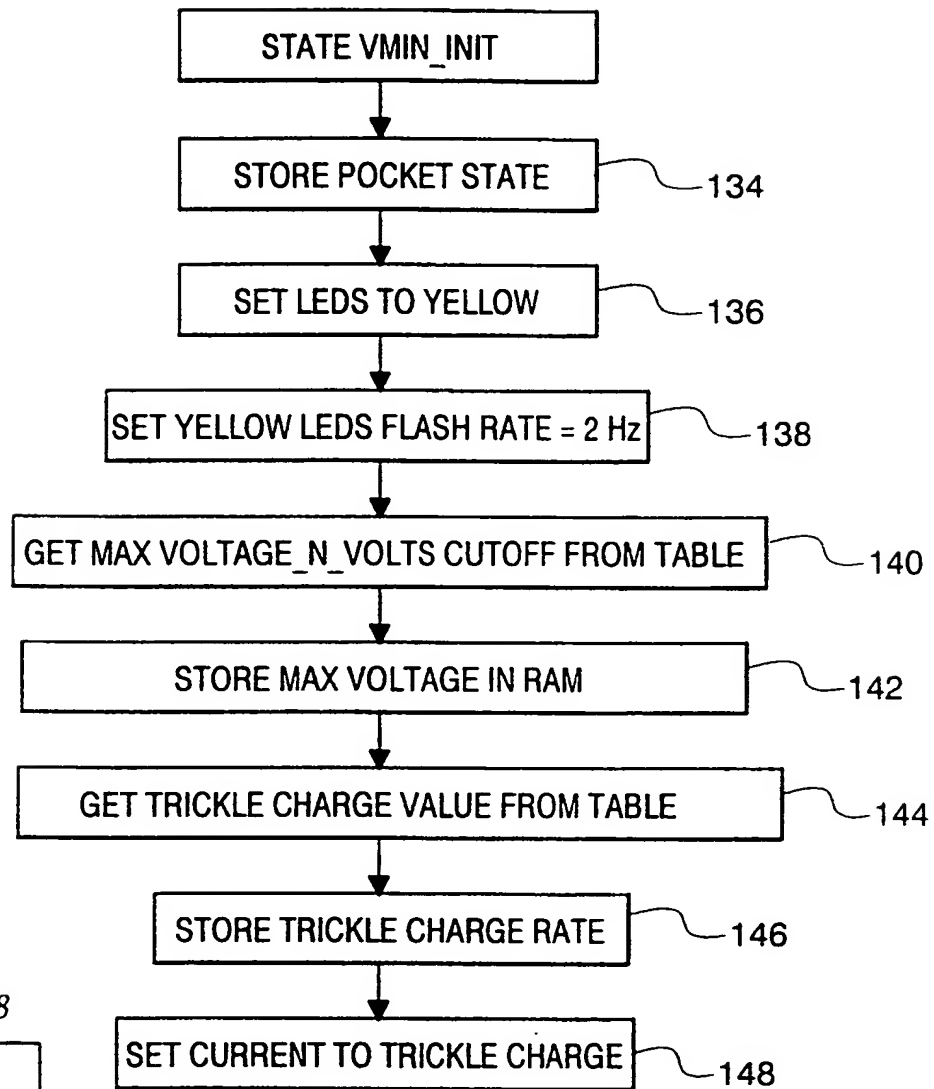 STATE VMIN_INIT
STORE POCKET STATE
134
SET LEDS TO YELLOW
136
SET YELLOW LEDS FLASH RATE = 2 Hz
138
GET MAX VOLTAGE_N_VOLTS CUTOFF FROM TABLE
140
STORE MAX VOLTAGE IN RAM
142
GET TRICKLE CHARGE VALUE FROM TABLE
144
STORE TRICKLE CHARGE RATE
146
8
SET CURRENT TO TRICKLE CHARGE
148